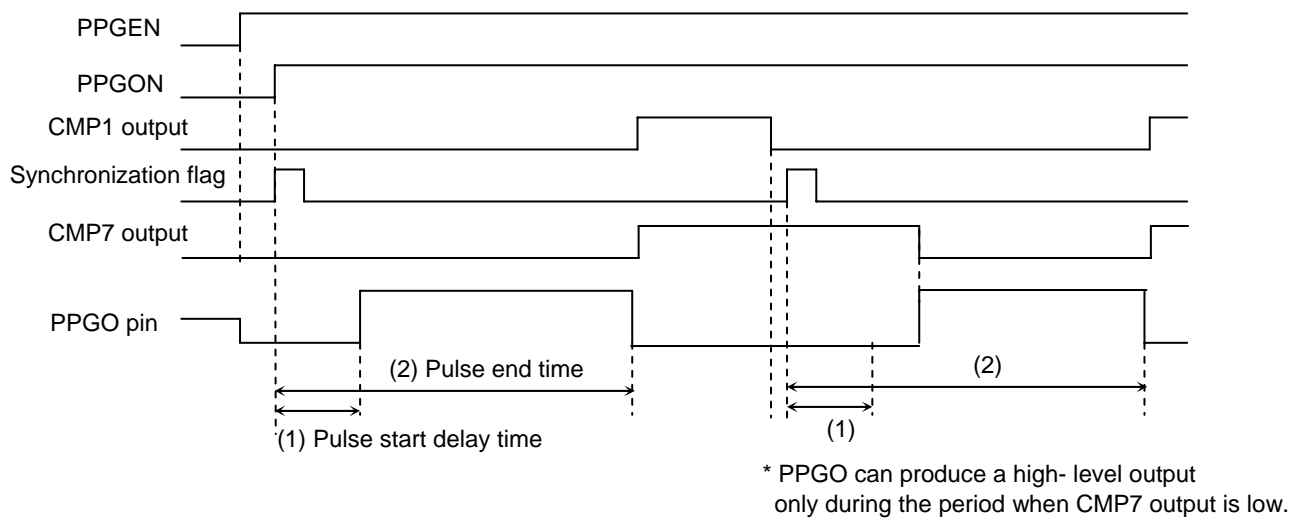 PPGEN
PPGON
CMP1 output
Synchronization flag
CMP7 output
PPGO pin
(2) Pulse end time
(2)
(1) Pulse start delay time
(1)
* PPGO can produce a high- level output
only during the period when CMP7 output is low.